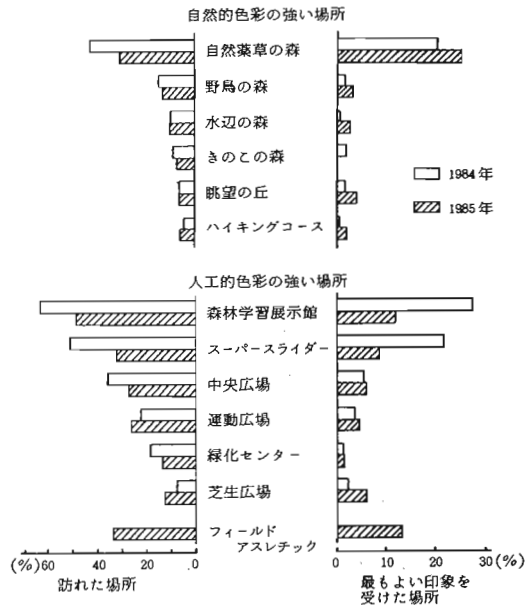 自然的色彩の強い場所
自然薬草の森
野鳥の森
水辺の森
きのこの森
眺望の丘
ハイキングコース
1984年
1985年
人工的色彩の強い場所
森林学習展示館
スーパースライダー
中央広場
運動広場
緑化センター
芝生広場
フィールド
アスレチック
(%)60 40 20 0
0 10 20 30(%)
訪れた場所
最もよい印象を
受けた場所